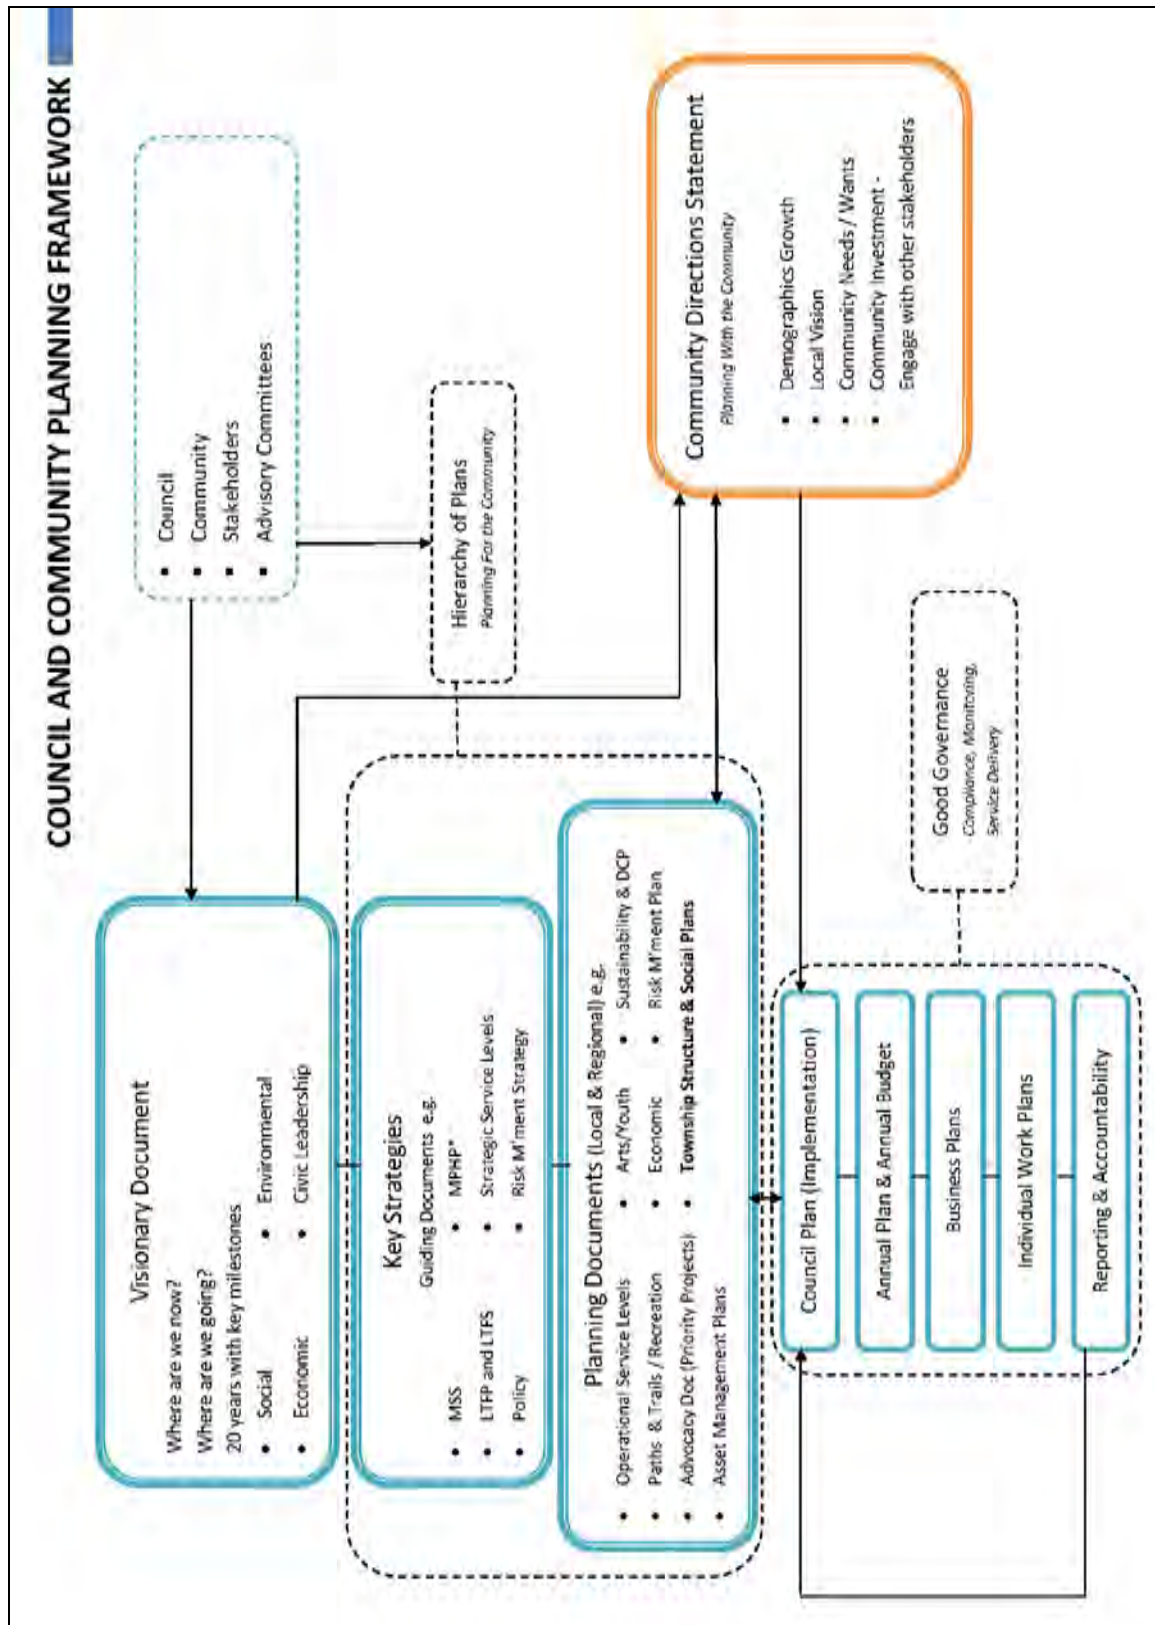 COUNCIL AND COMMUNITY PLANNING FRAMEWORK
Visionary Document
Where are we now?
Where are we going?
20 years with key milestones
• Social • Environmental
• Economic • Civic Leadership
▪ Council
▪ Community
▪ Stakeholders
▪ Advisory Committees
Key Strategies
Guiding Documents e.g.
• MSS • MPHP*
• LTFP and LTFS • Strategic Service Levels
• Policy • Risk M'ment Strategy
Hierarchy of Plans
Planning For the Community
Planning Documents (Local & Regional) e.g.
• Operational Service Levels • Arts/Youth • Sustainability & DCP
• Paths & Trails / Recreation • Economic • Risk M'ment Plan
• Advocacy Doc (Priority Projects) • Township Structure & Social Plans
• Asset Management Plans
Community Directions Statement
Planning With the Community
▪ Demographics Growth
▪ Local Vision
▪ Community Needs / Wants
▪ Community Investment -
Engage with other stakeholders
Council Plan (Implementation)
Annual Plan & Annual Budget
Business Plans
Individual Work Plans
Reporting & Accountability
Good Governance
Compliance, Monitoring,
Service Delivery